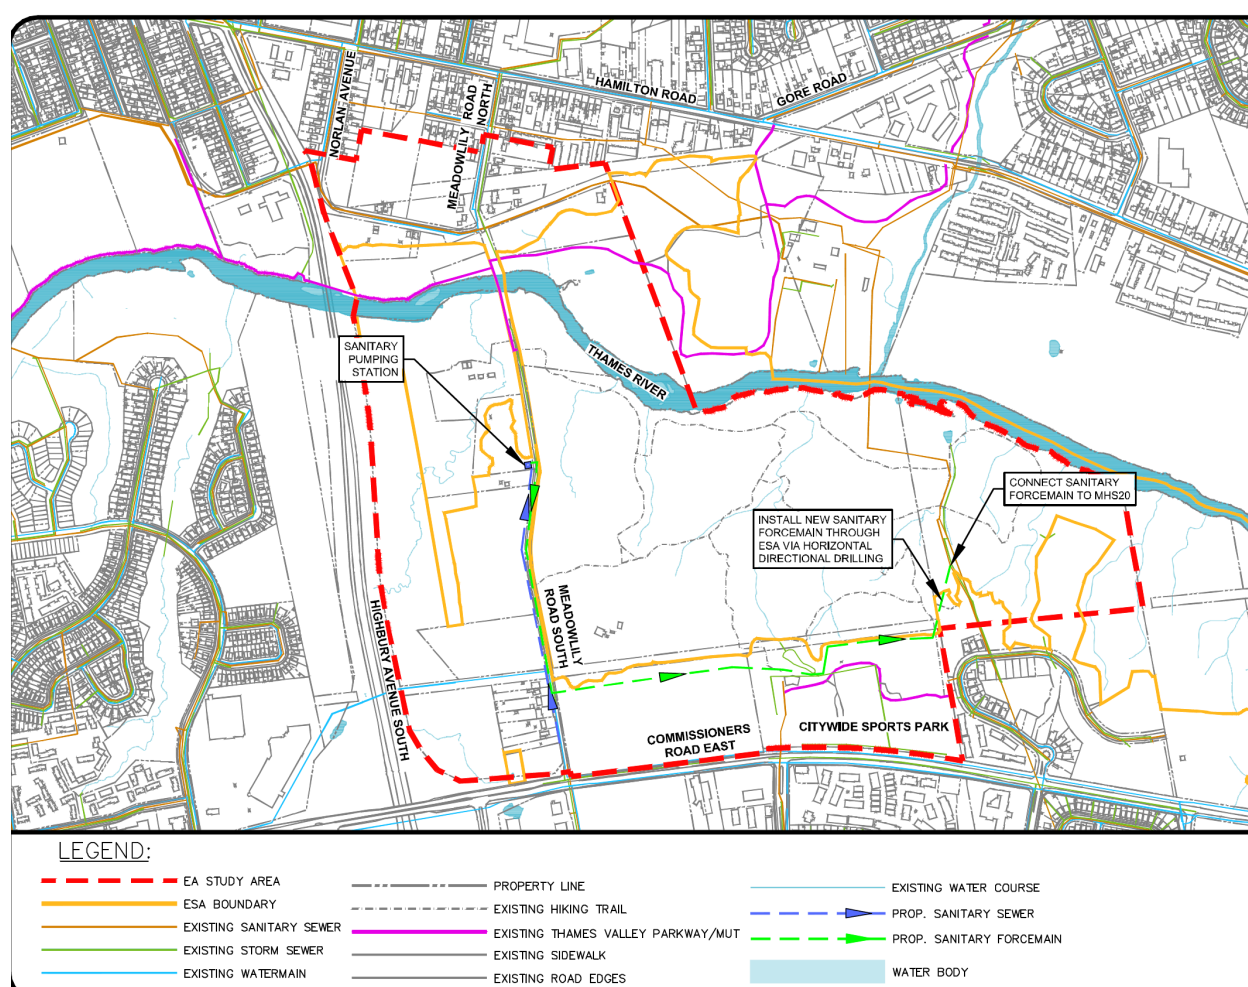 HAMILTON ROAD
GORE ROAD
NORLAN AVENUE
MEADOWLILY ROAD
NORTH
SANITARY
PUMPING
STATION
THAMES RIVER
CONNECT SANITARY
FORCEMAIN TO MHS20
INSTALL NEW SANITARY
FORCEMAIN THROUGH
ESA VIA HORIZONTAL
DIRECTIONAL DRILLING
MEADOWLILY
ROAD SOUTH
HIGHBURY AVENUE SOUTH
COMMISSIONERS
ROAD EAST
CITYWIDE SPORTS PARK
LEGEND:
EA STUDY AREA
ESA BOUNDARY
EXISTING SANITARY SEWER
EXISTING STORM SEWER
EXISTING WATERMAIN
PROPERTY LINE
EXISTING HIKING TRAIL
EXISTING THAMES VALLEY PARKWAY/MUT
EXISTING SIDEWALK
EXISTING ROAD EDGES
EXISTING WATER COURSE
PROP. SANITARY SEWER
PROP. SANITARY FORCEMAIN
WATER BODY